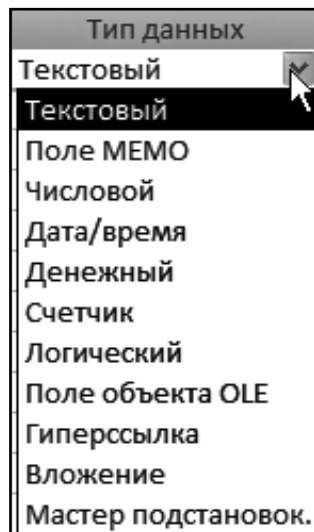 Тип данных
Текстовый
Текстовый
Поле МЕМО
Числовой
Дата/время
Денежный
Счетчик
Логический
Поле объекта OLE
Гиперссылка
Вложение
Мастер подстановок.